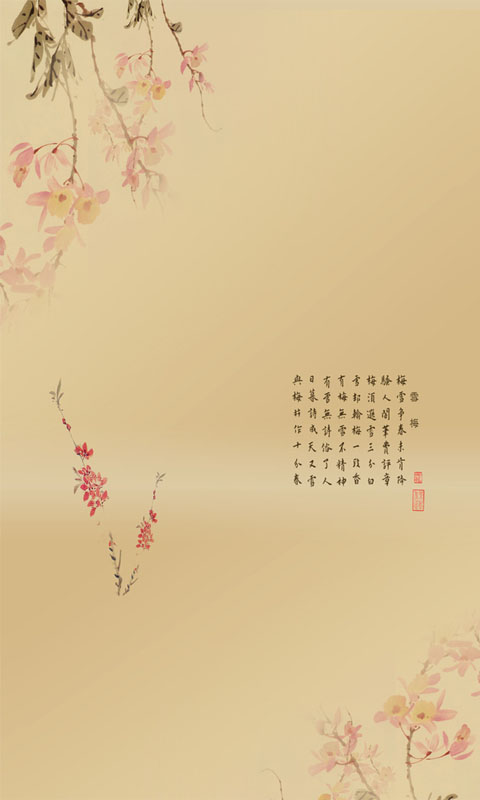 雪梅
梅雪爭春未肯降
騷人閣筆費評章
梅須遜雪三分白
雪却輸梅一段香
有梅無雪不精神
有雪無詩俗了人
日暮詩成天又雪
與梅並作十分春